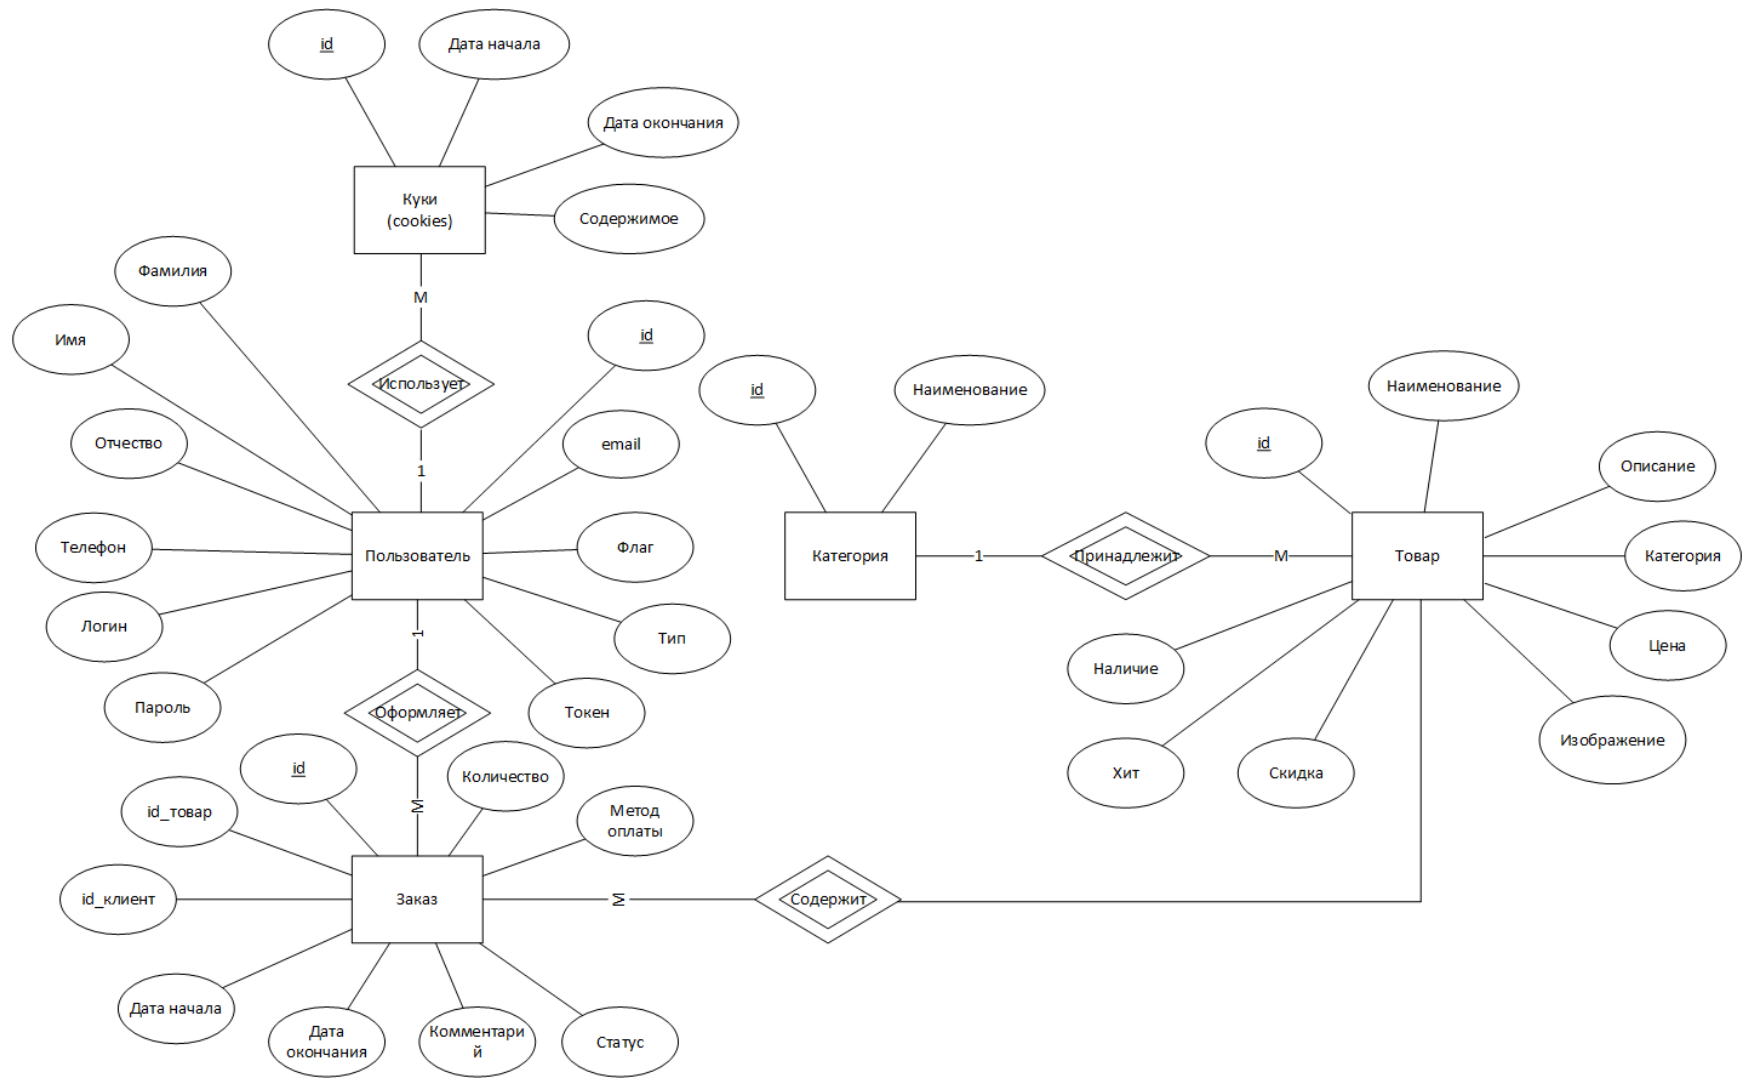 id
Дата начала
Дата окончания
Куки
(cookies)
Содержимое
Фамилия
M
Имя
id
Использует
id
Наименование
Наименование
id
Отчество
email
1
Описание
Телефон
Пользователь
Флаг
Категория
1
Принадлежит
M
Товар
Категория
Логин
1
Тип
Наличие
Цена
Пароль
Оформляет
Токен
Изображение
id
Количество
Хит
Скидка
id_товар
M
Метод
оплаты
id_клиент
Заказ
M
Содержит
Дата начала
Дата
окончания
Комментари
й
Статус